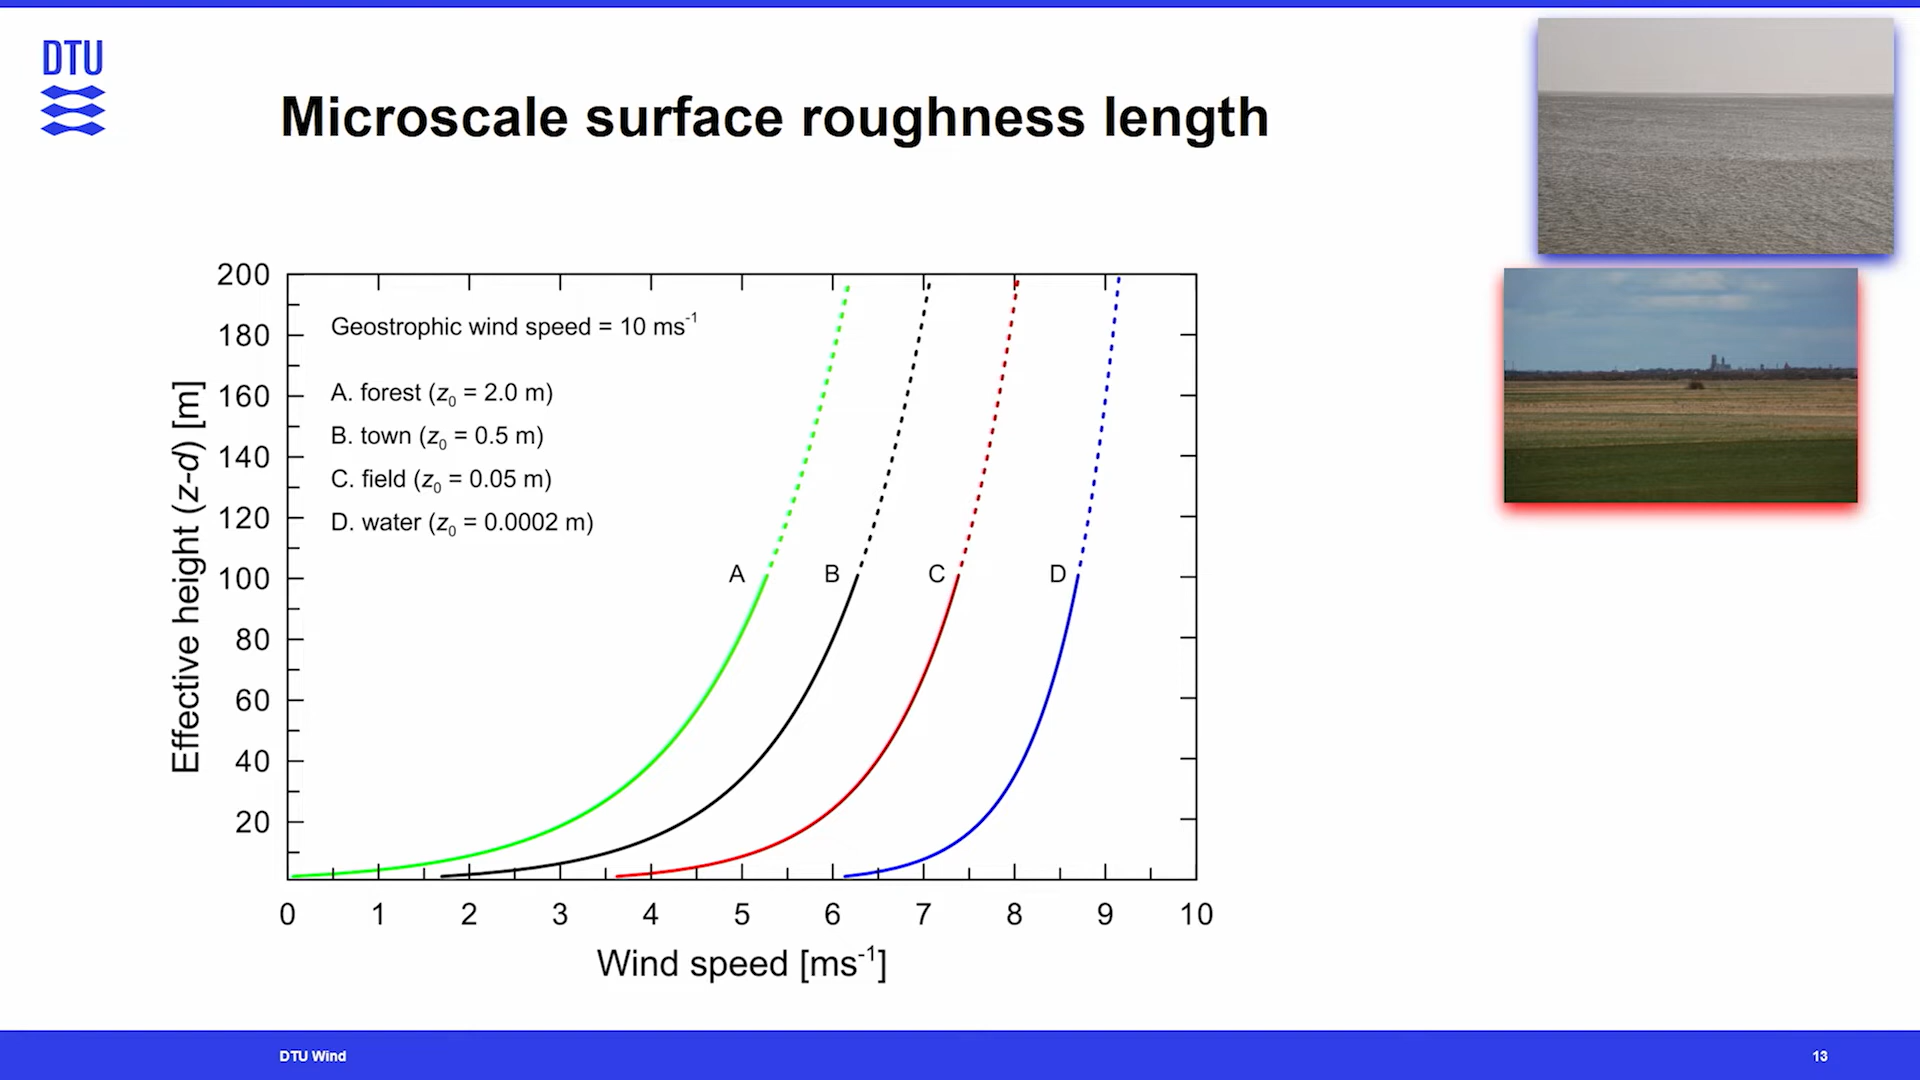 DTU
Microscale surface roughness length
200
180
160
140
120
100
80
60
40
20
Effective height (z-d) [m]
Geostrophic wind speed = 10 ms⁻¹
A. forest (z₀ = 2.0 m)
B. town (z₀ = 0.5 m)
C. field (z₀ = 0.05 m)
D. water (z₀ = 0.0002 m)
A B C D
0 1 2 3 4 5 6 7 8 9 10
Wind speed [ms⁻¹]
DTU Wind 13